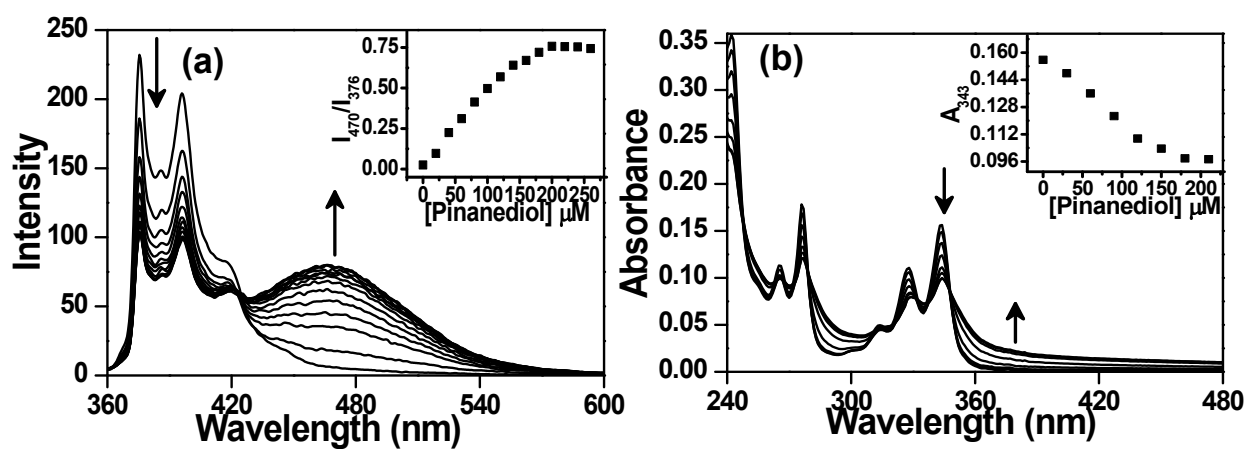 (a)
Intensity
250
200
150
100
50
0
360 420 480 540 600
Wavelength (nm)
I470/I376
0.75
0.50
0.25
0.00
0 50 100 150 200 250
[Pinanediol] µM
(b)
Absorbance
0.35
0.30
0.25
0.20
0.15
0.10
0.05
0.00
240 300 360 420 480
Wavelength (nm)
A343
0.160
0.144
0.128
0.112
0.096
0 50 100 150 200
[Pinanediol] µM